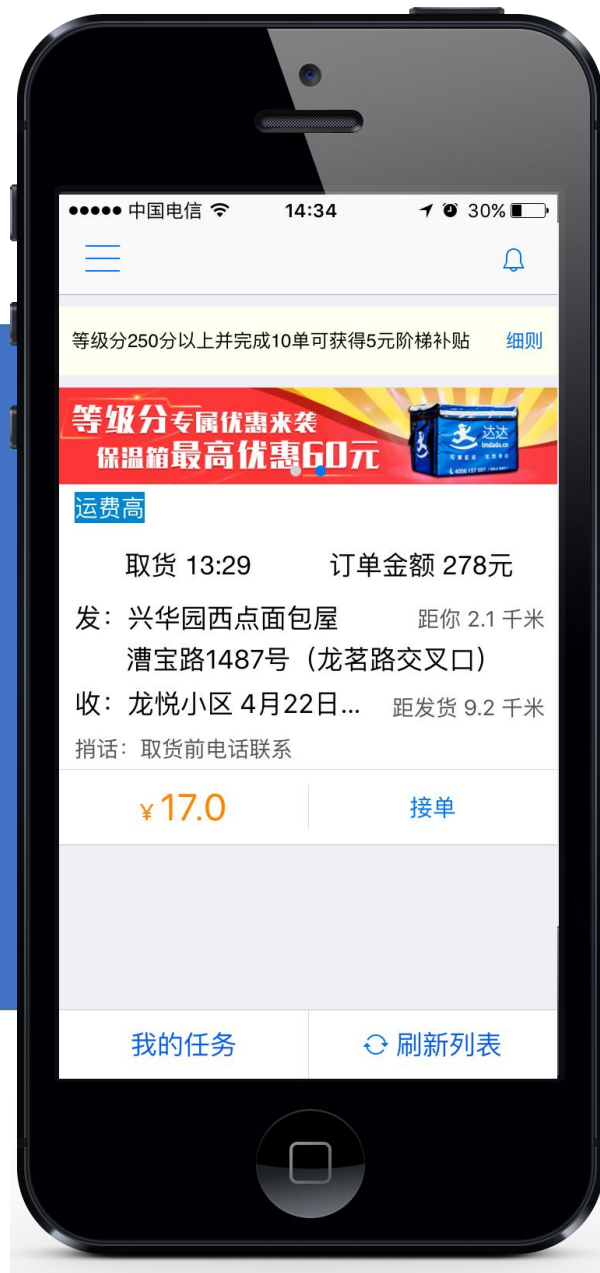 中国电信 14:34 30%
等级分250分以上并完成10单可获得5元阶梯补贴 细则
等级分专属优惠来袭
保温箱最高优惠60元
达达
imdada.cn
运费高
取货 13:29 订单金额 278元
发：兴华园西点面包屋 距你 2.1 千米
漕宝路1487号（龙茗路交叉口）
收：龙悦小区 4月22日... 距发货 9.2 千米
捎话：取货前电话联系
¥ 17.0 接单
我的任务 刷新列表